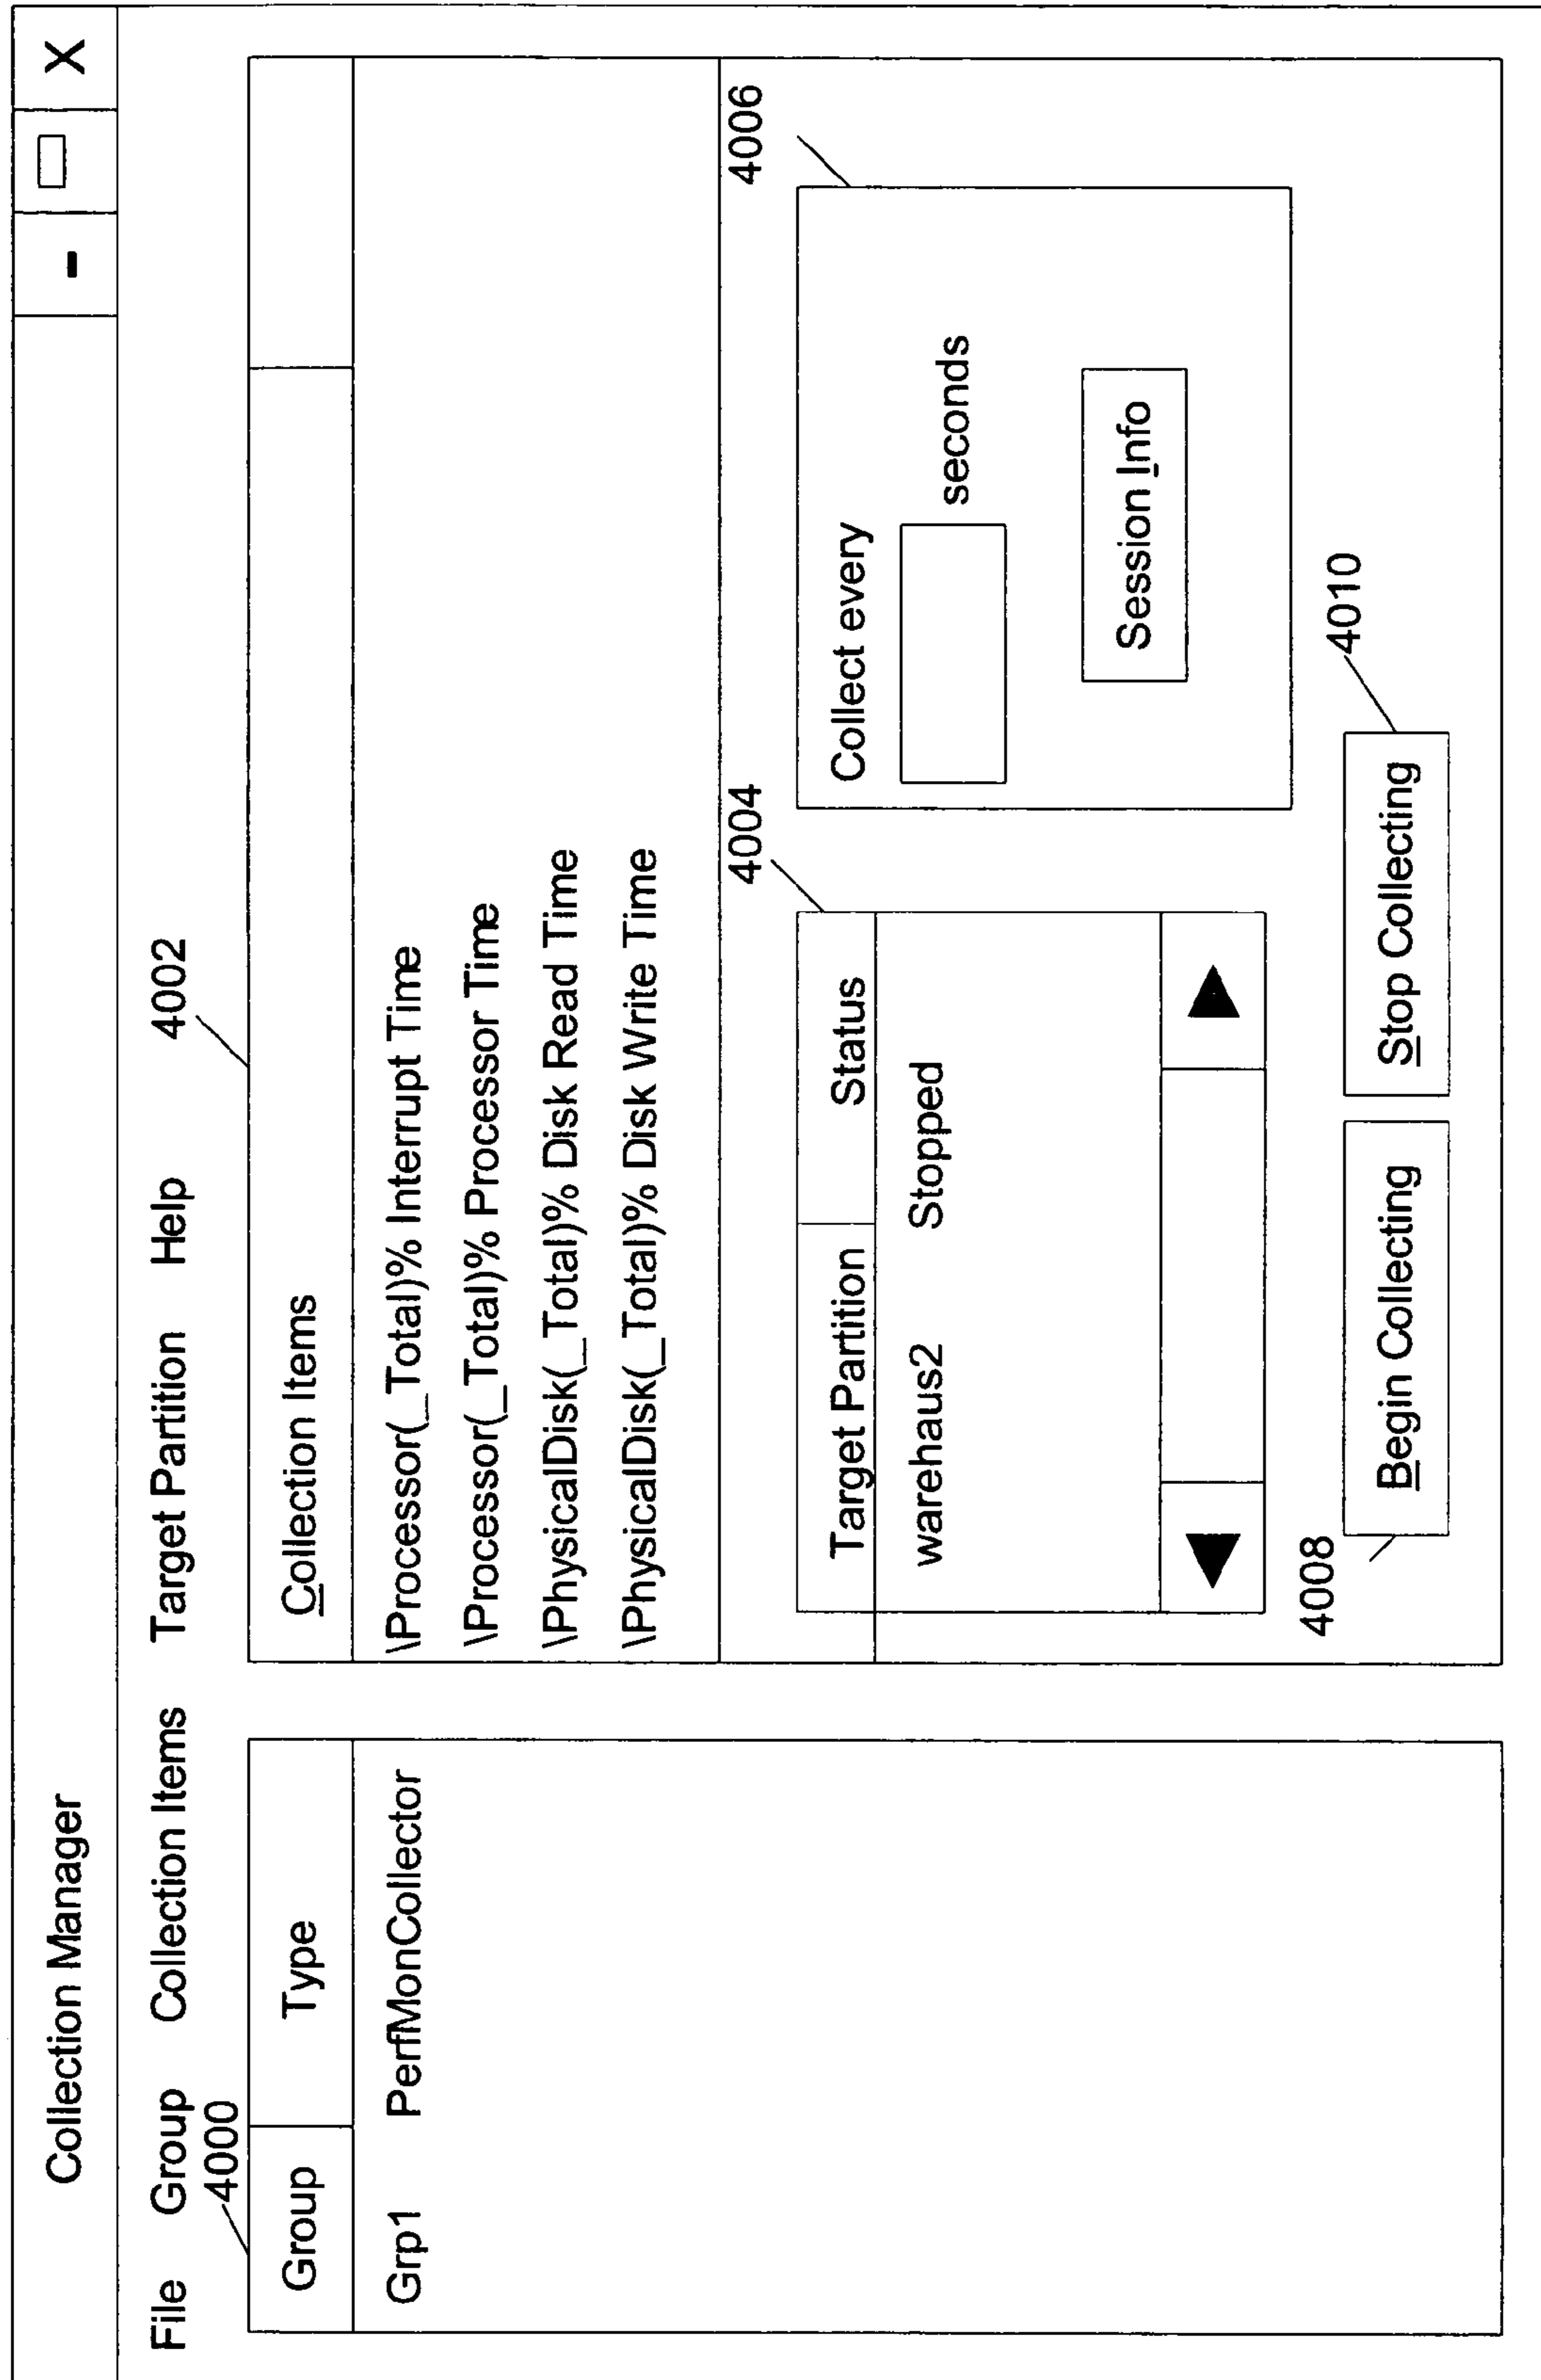 Collection Manager
- X
File Group Collection Items Target Partition Help
4000
4002
Group Type
Grp1 PerfMonCollector
Collection Items
\Processor(_Total)% Interrupt Time
\Processor(_Total)% Processor Time
\PhysicalDisk(_Total)% Disk Read Time
\PhysicalDisk(_Total)% Disk Write Time
4004
4006
Target Partition Status
warehaus2 Stopped
Collect every
seconds
Session Info
4008
4010
Begin Collecting
Stop Collecting